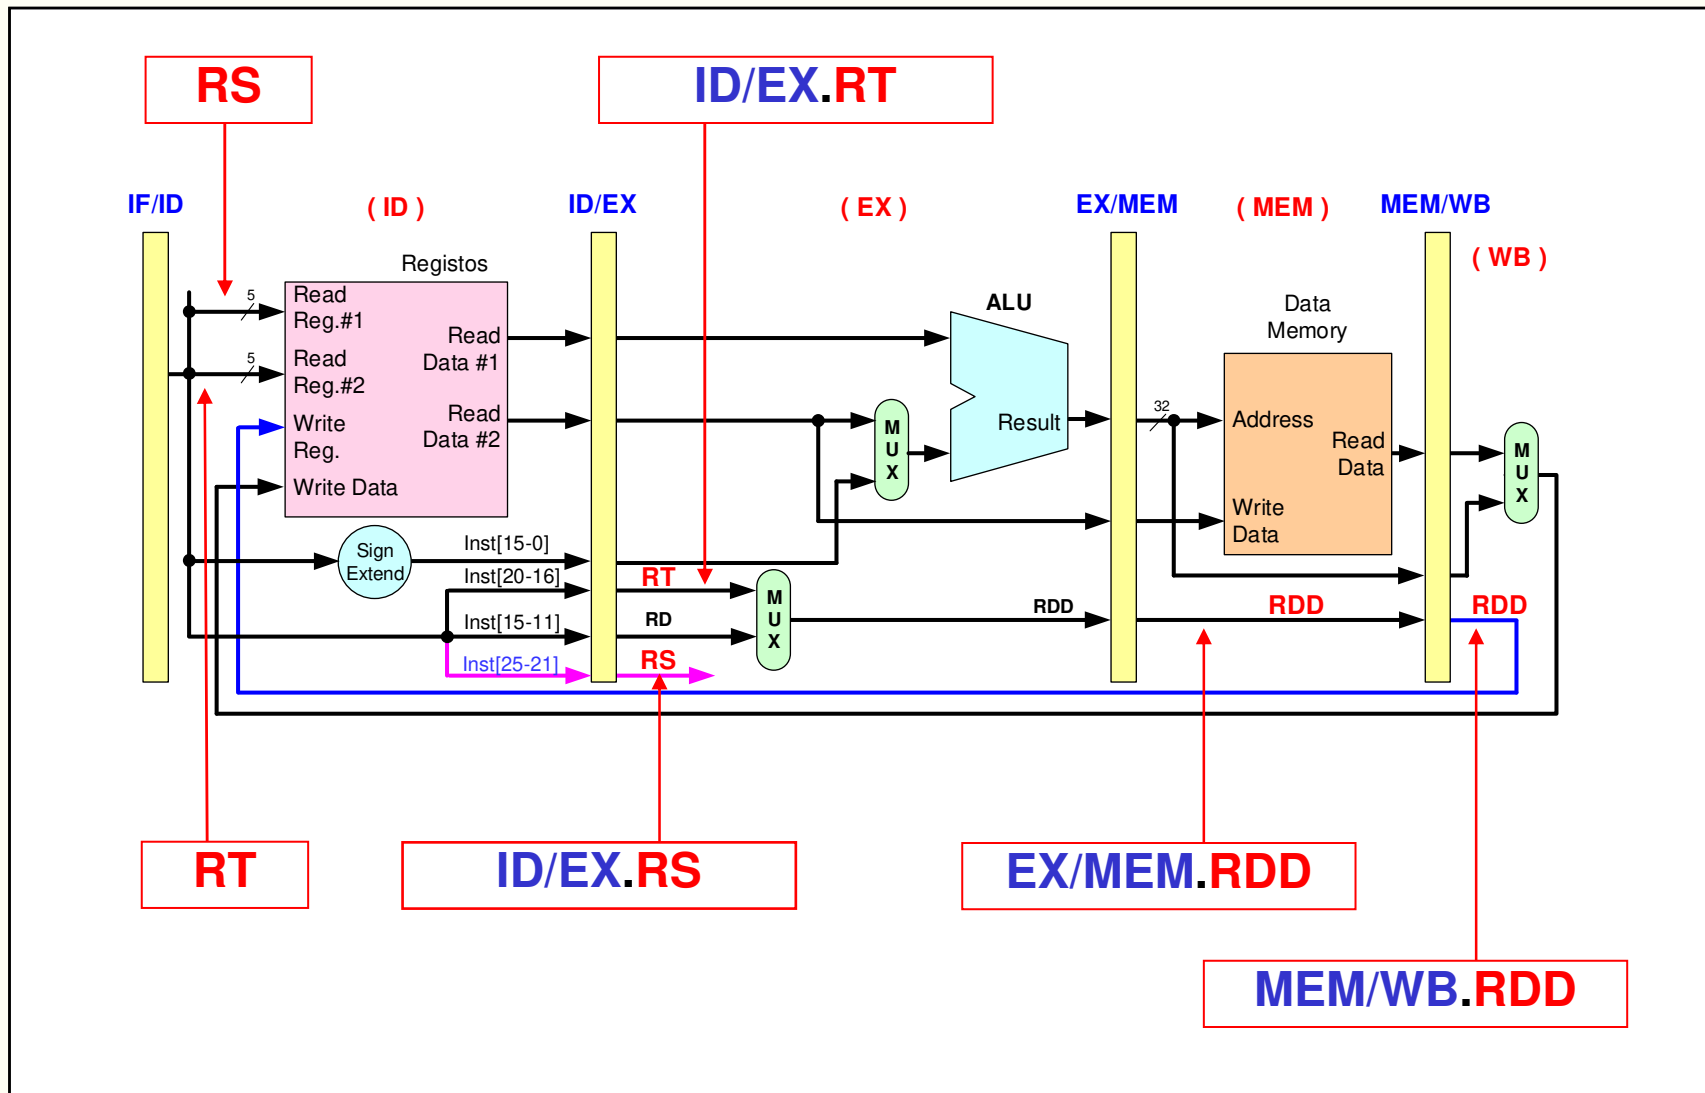 RS
ID/EX.RT
IF/ID
( ID )
ID/EX
( EX )
EX/MEM
( MEM )
MEM/WB
( WB )
Registos
5
Read
Reg.#1
5
Read
Reg.#2
Write
Reg.
Write Data
Read
Data #1
Read
Data #2
ALU
Result
M
U
X
Data
Memory
32
Address
Read
Data
Write
Data
M
U
X
Sign
Extend
Inst[15-0]
Inst[20-16]
Inst[15-11]
Inst[25-21]
RT
RD
RS
M
U
X
RDD
RDD
RDD
RT
ID/EX.RS
EX/MEM.RDD
MEM/WB.RDD